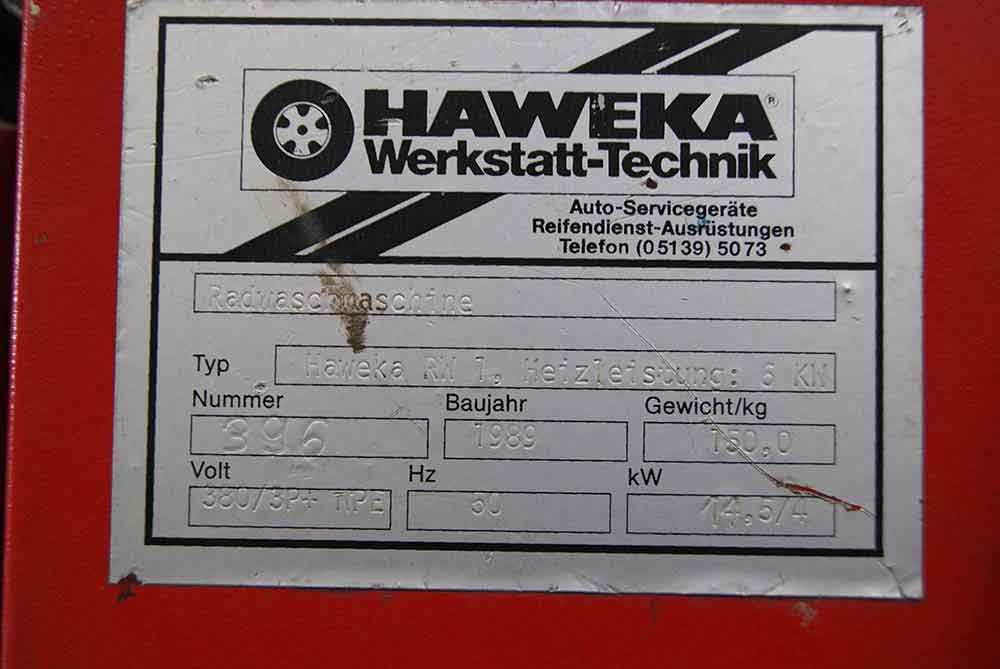 HAWEKA®
Werkstatt-Technik
Auto-Servicegeräte
Reifendienst-Ausrüstungen
Telefon (05139) 5073
Radwaschmaschine
Typ Haweka RW 1, Heizleistung: 6 KW
Nummer Baujahr Gewicht/kg
396 1989 150,0
Volt Hz kW
380/3P+ MPE 50 14,5/4